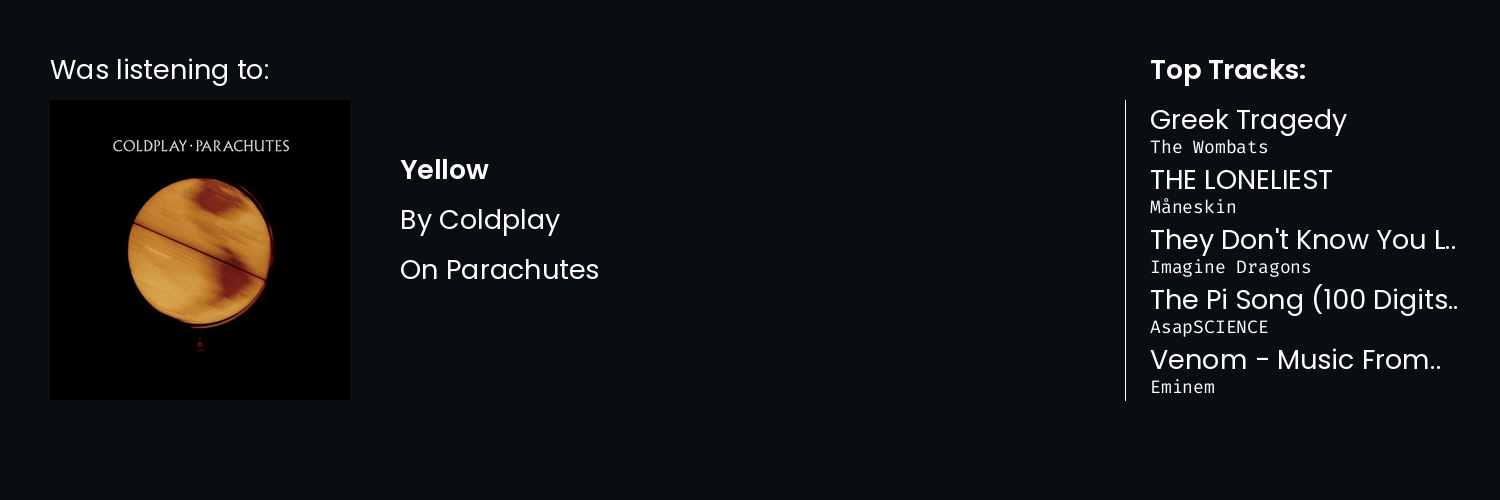 Was listening to:
COLDPLAY·PARACHUTES
Yellow
By Coldplay
On Parachutes
Top Tracks:
Greek Tragedy
The Wombats
THE LONELIEST
Måneskin
They Don't Know You L..
Imagine Dragons
The Pi Song (100 Digits..
AsapSCIENCE
Venom - Music From..
Eminem